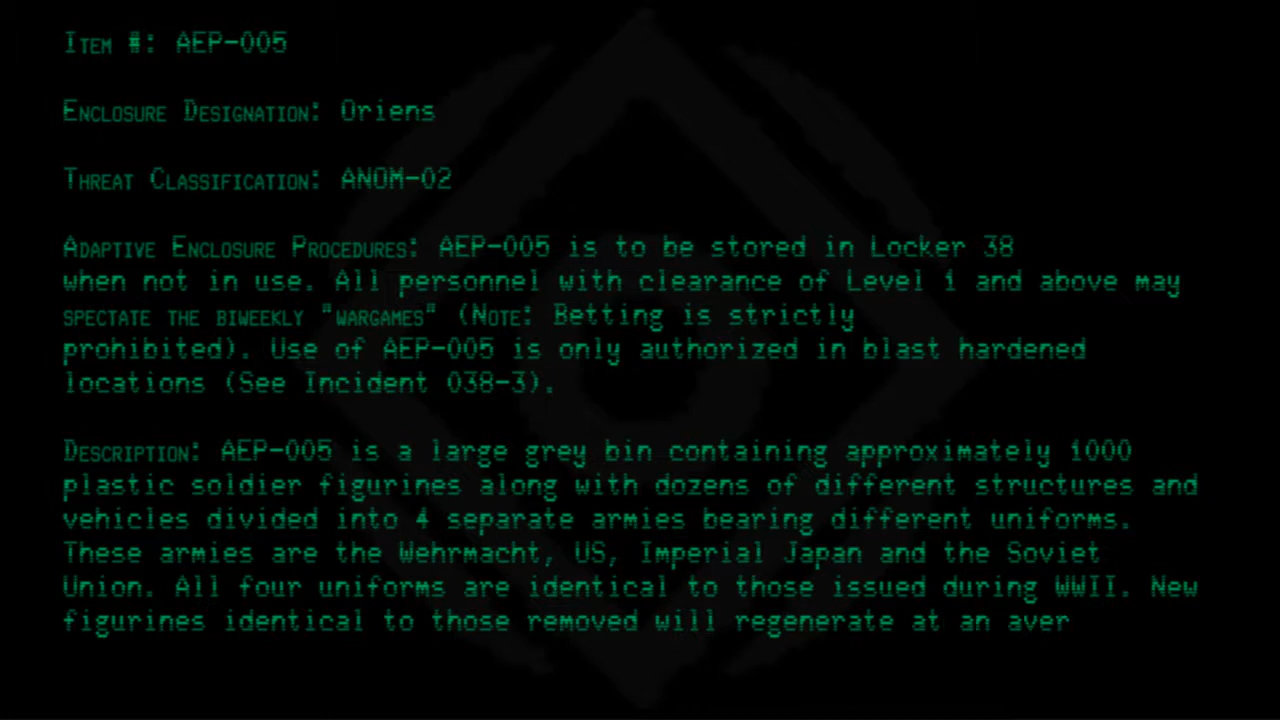 Item #: AEP-005
Enclosure Designation: Oriens
Threat Classification: ANOM-02
Adaptive Enclosure Procedures: AEP-005 is to be stored in Locker 38
when not in use. All personnel with clearance of Level 1 and above may
spectate the biweekly "wargames" (Note: Betting is strictly
prohibited). Use of AEP-005 is only authorized in blast hardened
locations (See Incident 038-3).
Description: AEP-005 is a large grey bin containing approximately 1000
plastic soldier figurines along with dozens of different structures and
vehicles divided into 4 separate armies bearing different uniforms.
These armies are the Wehrmacht, US, Imperial Japan and the Soviet
Union. All four uniforms are identical to those issued during WWII. New
figurines identical to those removed will regenerate at an aver